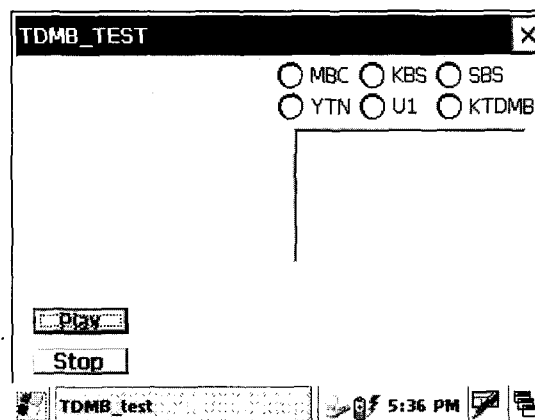 TDMB_TEST
MBC KBS SBS
YTN U1 KTDMB
Play
Stop
TDMB_test 5:36 PM